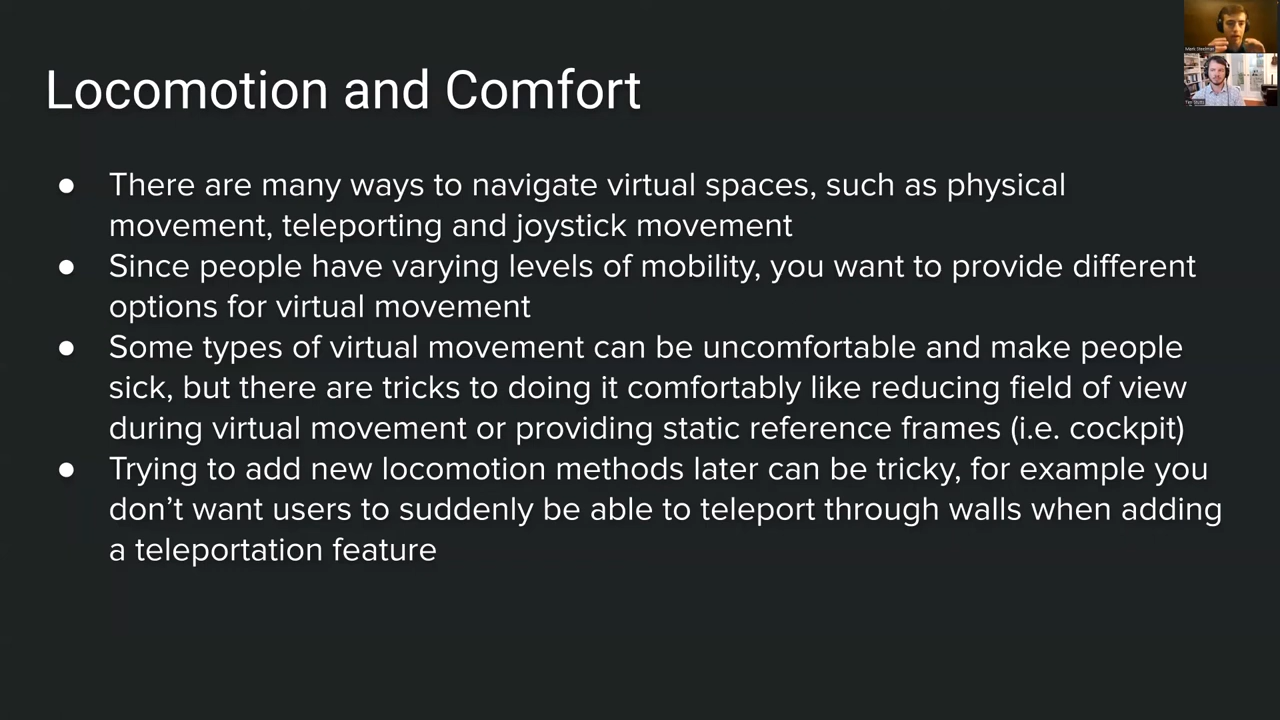 Locomotion and Comfort
● There are many ways to navigate virtual spaces, such as physical
movement, teleporting and joystick movement
● Since people have varying levels of mobility, you want to provide different
options for virtual movement
● Some types of virtual movement can be uncomfortable and make people
sick, but there are tricks to doing it comfortably like reducing field of view
during virtual movement or providing static reference frames (i.e. cockpit)
● Trying to add new locomotion methods later can be tricky, for example you
don’t want users to suddenly be able to teleport through walls when adding
a teleportation feature